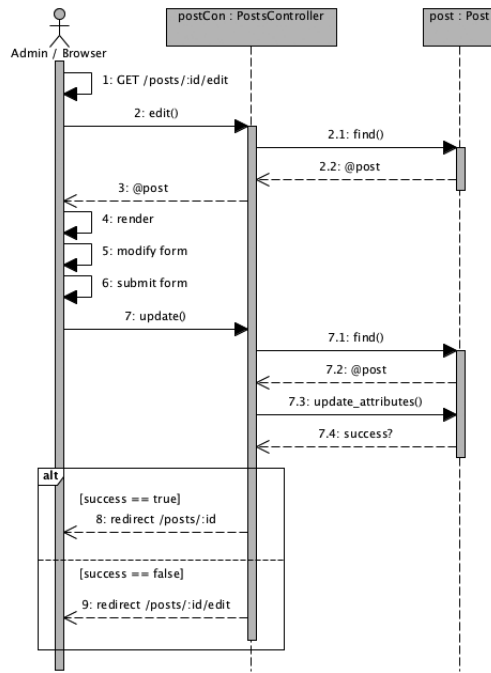 postCon : PostsController
post : Post
Admin / Browser
1: GET /posts/:id/edit
2: edit()
2.1: find()
2.2: @post
3: @post
4: render
5: modify form
6: submit form
7: update()
7.1: find()
7.2: @post
7.3: update_attributes()
7.4: success?
alt
[success == true]
8: redirect /posts/:id
[success == false]
9: redirect /posts/:id/edit